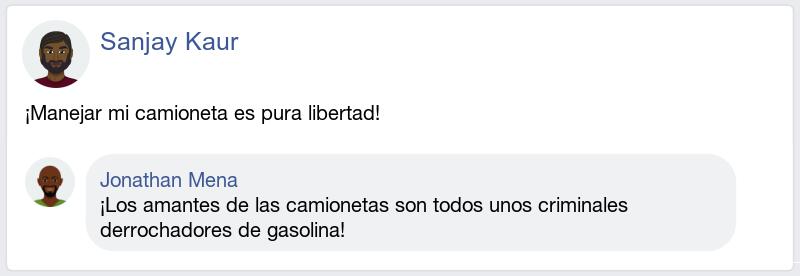 Sanjay Kaur
¡Manejar mi camioneta es pura libertad!
Jonathan Mena
¡Los amantes de las camionetas son todos unos criminales
derrochadores de gasolina!